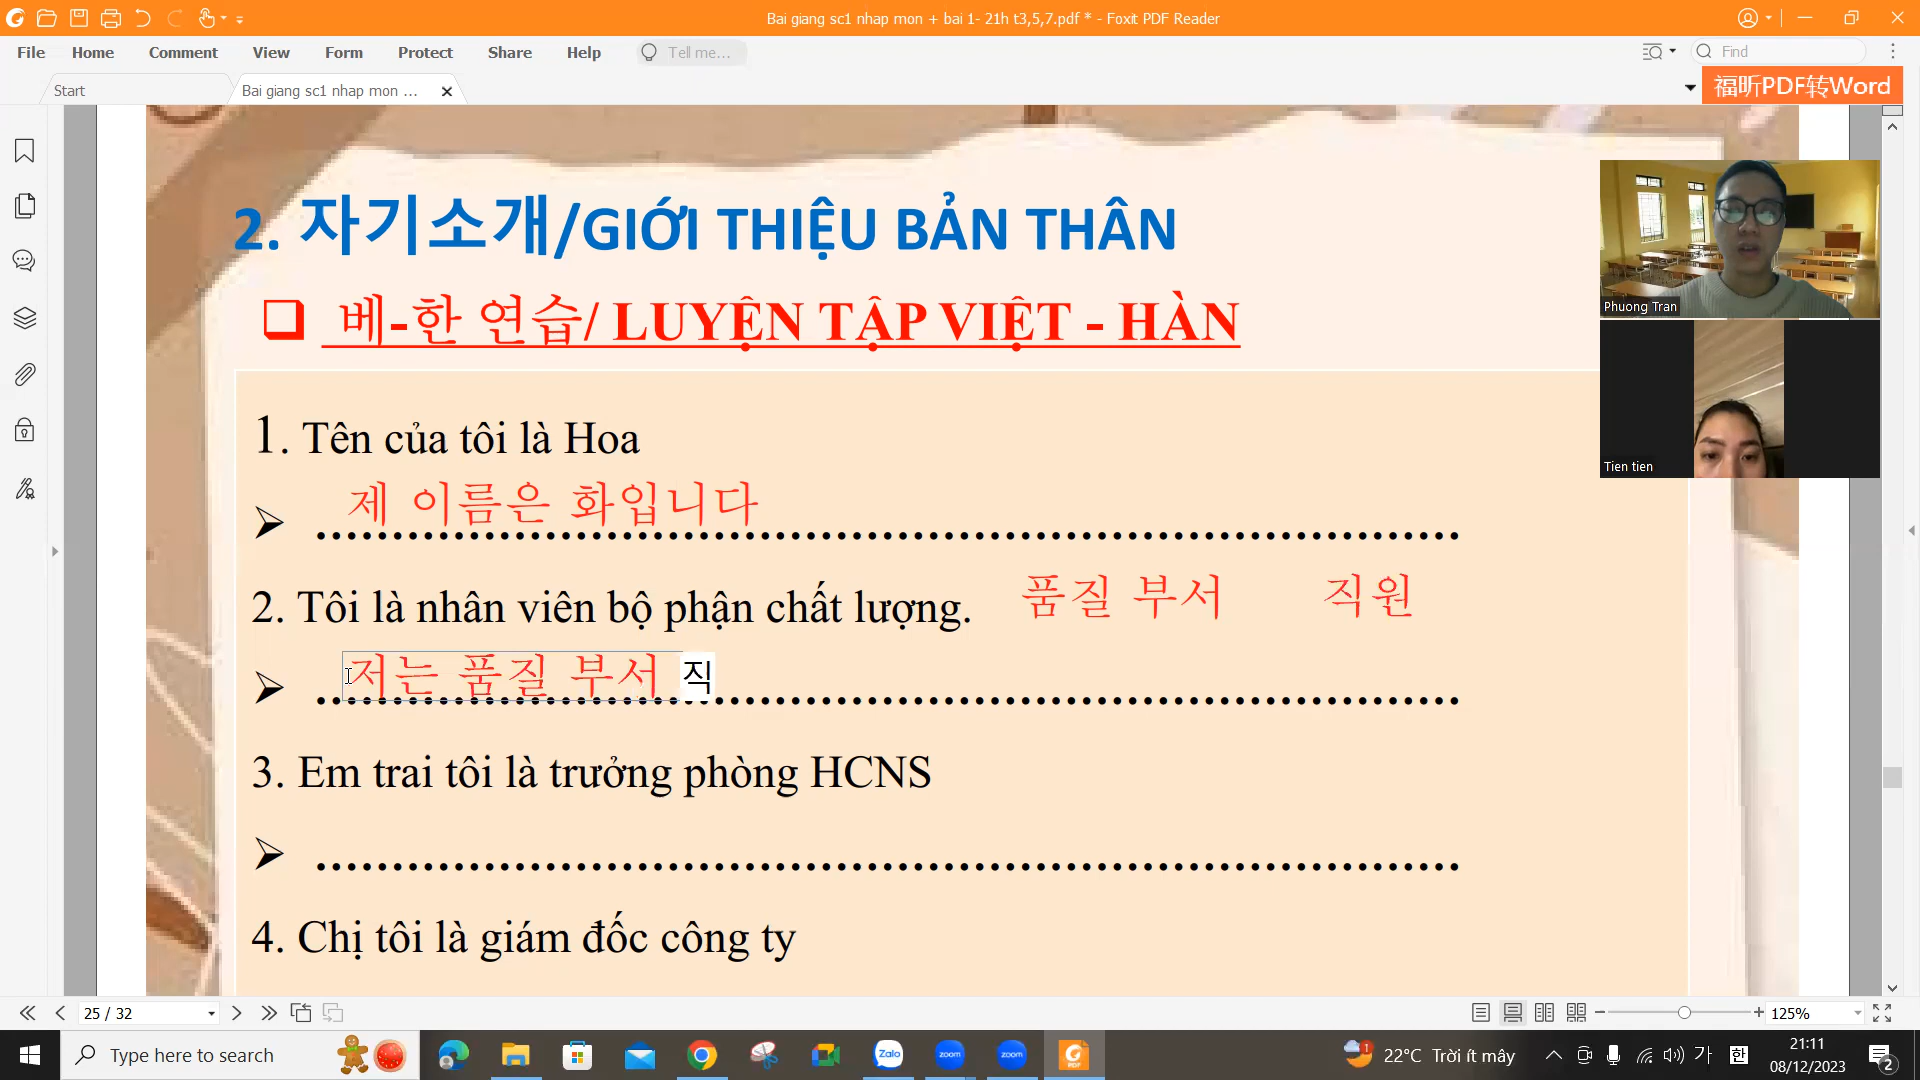 Bai giang sc1 nhap mon + bai 1- 21h t3,5,7.pdf * - Foxit PDF Reader
File Home Comment View Form Protect Share Help Tell me... Find
Start Bai giang sc1 nhap mon ... 福昕PDF转Word
2. 자기소개/GIỚI THIỆU BẢN THÂN
베-한 연습/ LUYỆN TẬP VIỆT - HÀN
Phuong Tran
Tien tien
1. Tên của tôi là Hoa
제 이름은 화입니다
2. Tôi là nhân viên bộ phận chất lượng. 품질 부서 직원
저는 품질 부서 직
3. Em trai tôi là trưởng phòng HCNS
4. Chị tôi là giám đốc công ty
25 / 32 125%
Type here to search Zalo zoom zoom PDF 1 22°C Trời ít mây 가 한 21:11
08/12/2023 2